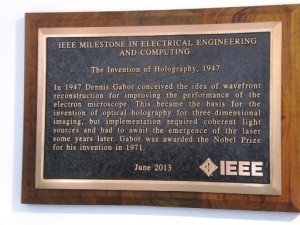 IEEE MILESTONE IN ELECTRICAL ENGINEERING
AND COMPUTING
The Invention of Holography, 1947
In 1947 Dennis Gabor conceived the idea of wavefront
reconstruction for improving the performance of the
electron microscope. This became the basis for the
invention of optical holography for three-dimensional
imaging, but implementation required coherent light
sources and had to await the emergence of the laser
some years later. Gabor was awarded the Nobel Prize
for his invention in 1971.
June 2013
IEEE